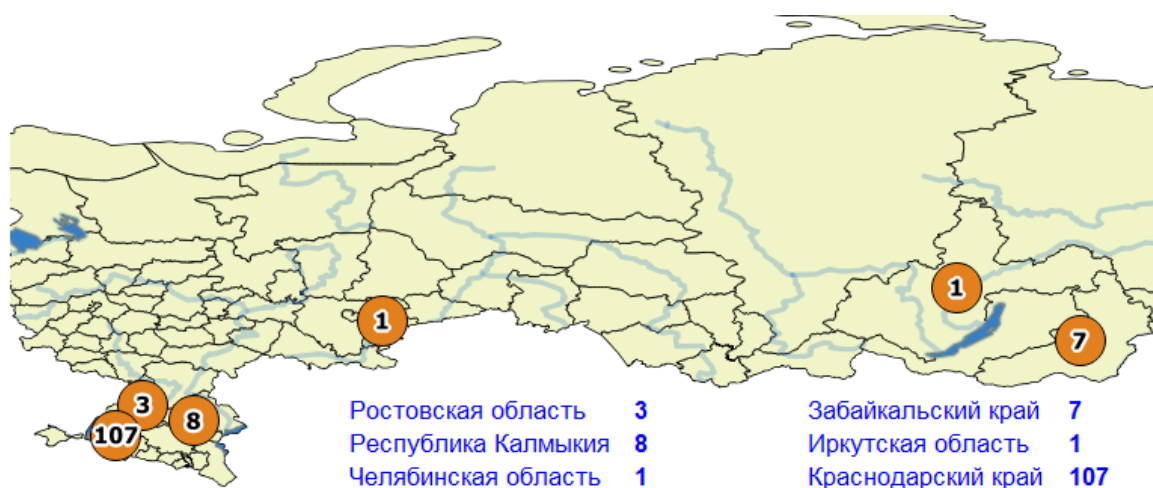 1
1
7
3
8
107
Ростовская область 3
Республика Калмыкия 8
Челябинская область 1
Забайкальский край 7
Иркутская область 1
Краснодарский край 107